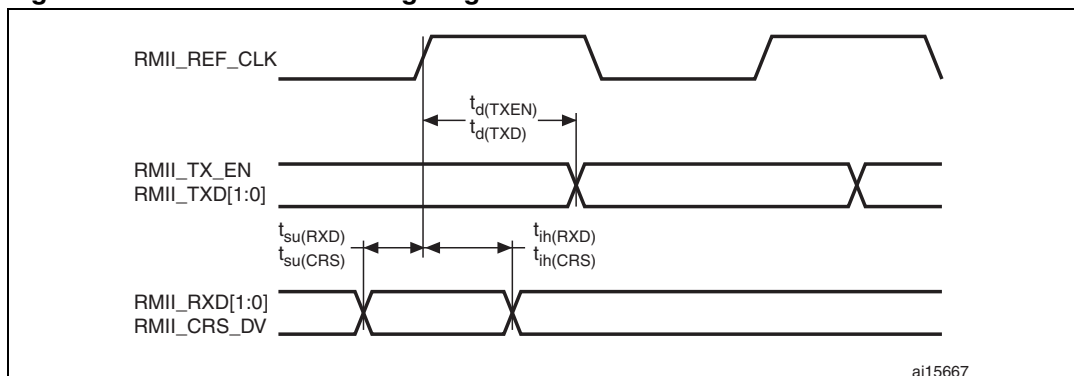 RMII_REF_CLK
t_d(TXEN)
t_d(TXD)
RMII_TX_EN
RMII_TXD[1:0]
t_su(RXD)
t_su(CRS)
t_ih(RXD)
t_ih(CRS)
RMII_RXD[1:0]
RMII_CRS_DV
ai15667